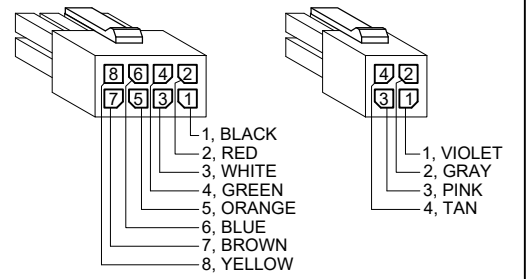 8 6 4 2
7 5 3 1
1, BLACK
2, RED
3, WHITE
4, GREEN
5, ORANGE
6, BLUE
7, BROWN
8, YELLOW
4 2
3 1
1, VIOLET
2, GRAY
3, PINK
4, TAN